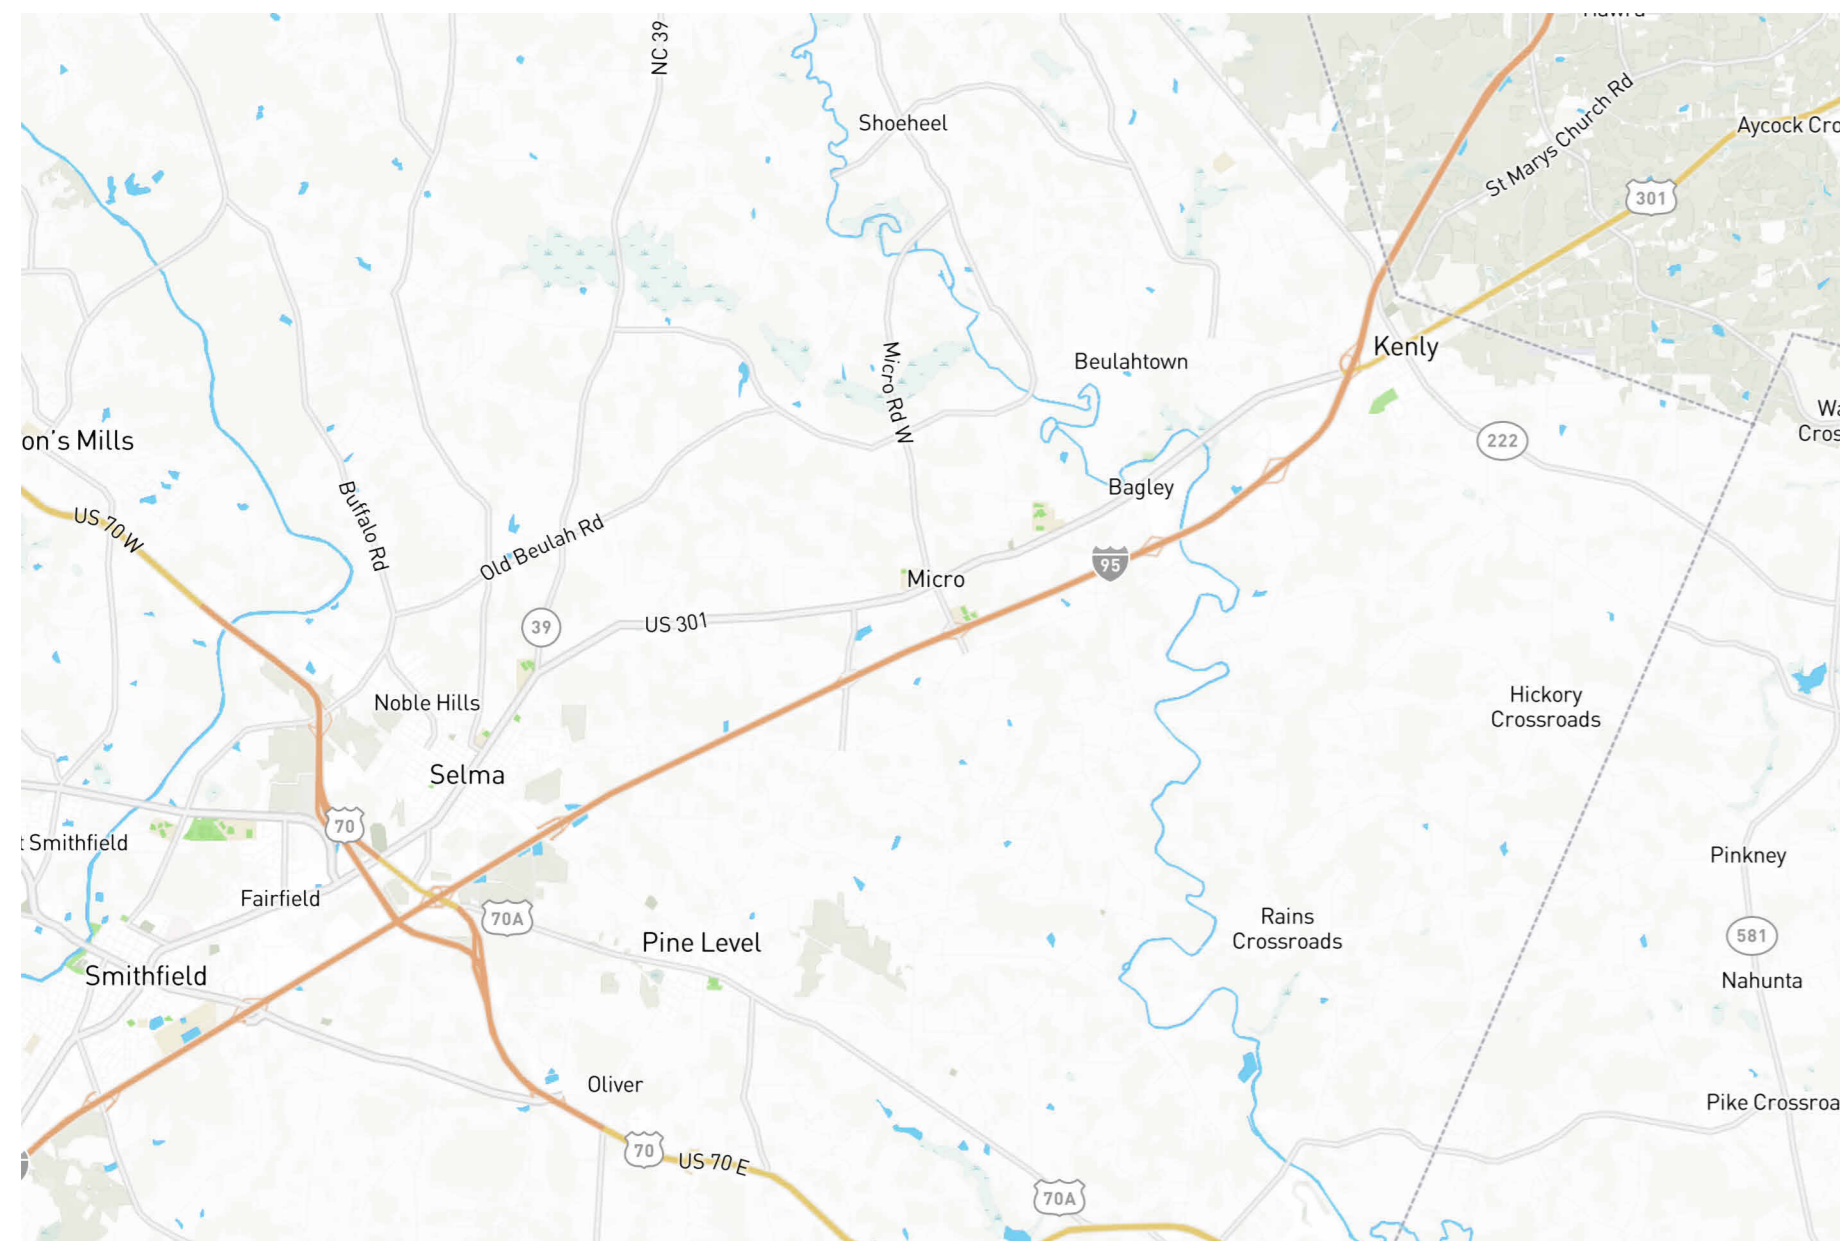 NC 39
Shoeheel
St Marys Church Rd
Aycock Cro
301
Kenly
Beulahtown
Micro Rd W
on's Mills
222
Cros
US 70 W
Buffalo Rd
Old Beulah Rd
Bagley
95
Micro
39
US 301
Noble Hills
Hickory
Crossroads
Selma
70
t Smithfield
Pinkney
Fairfield
70A
Pine Level
Rains
Crossroads
581
Smithfield
Nahunta
Oliver
Pike Crossroa
70
US 70 E
70A